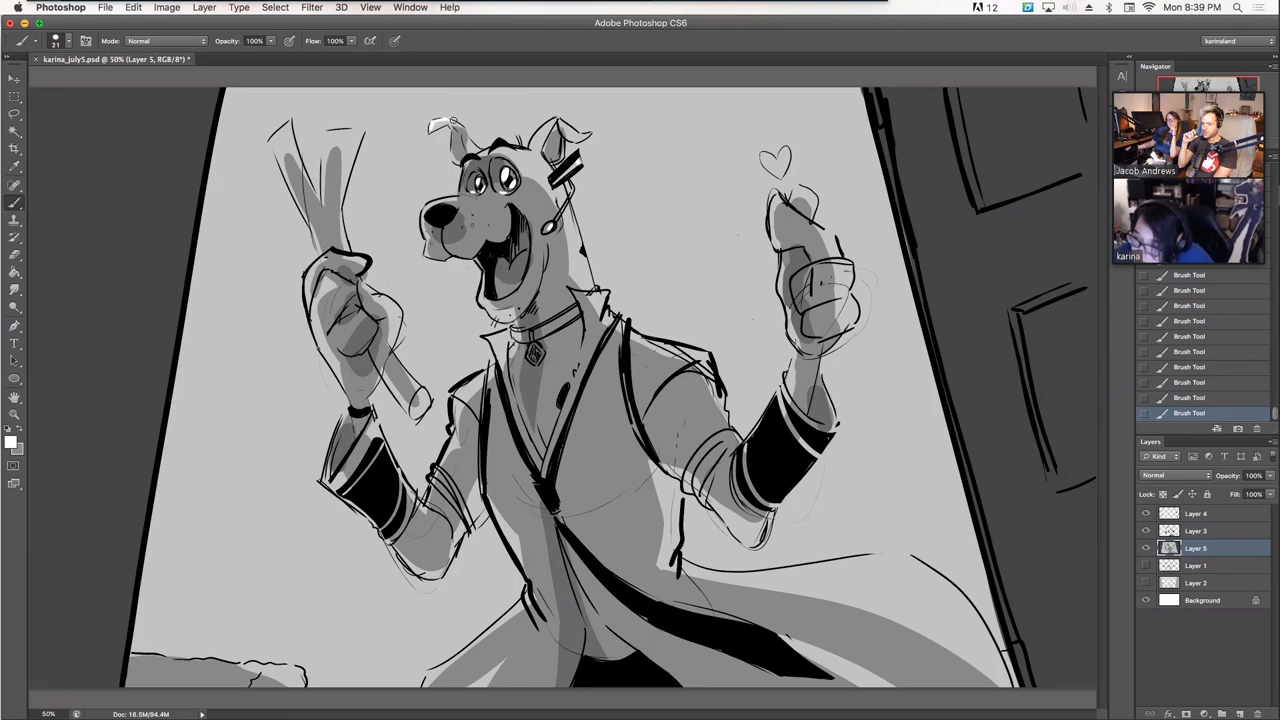 Photoshop File Edit Image Layer Type Select Filter 3D View Window Help
12
Mon 8:39 PM
Adobe Photoshop CS6
21
Mode: Normal
Opacity: 100%
Flow: 100%
karinaland
karina_july5.psd @ 50% (Layer 5, RGB/8*) *
Navigator
A|
Jacob Andrews
karina
Brush Tool
Brush Tool
Brush Tool
Brush Tool
Brush Tool
Brush Tool
Brush Tool
Brush Tool
Brush Tool
Brush Tool
Layers
Kind
Normal
Opacity: 100%
Lock:
Fill: 100%
Layer 4
Layer 3
Layer 5
Layer 1
Layer 2
Background
50%
Doc: 16.5M/94.4M